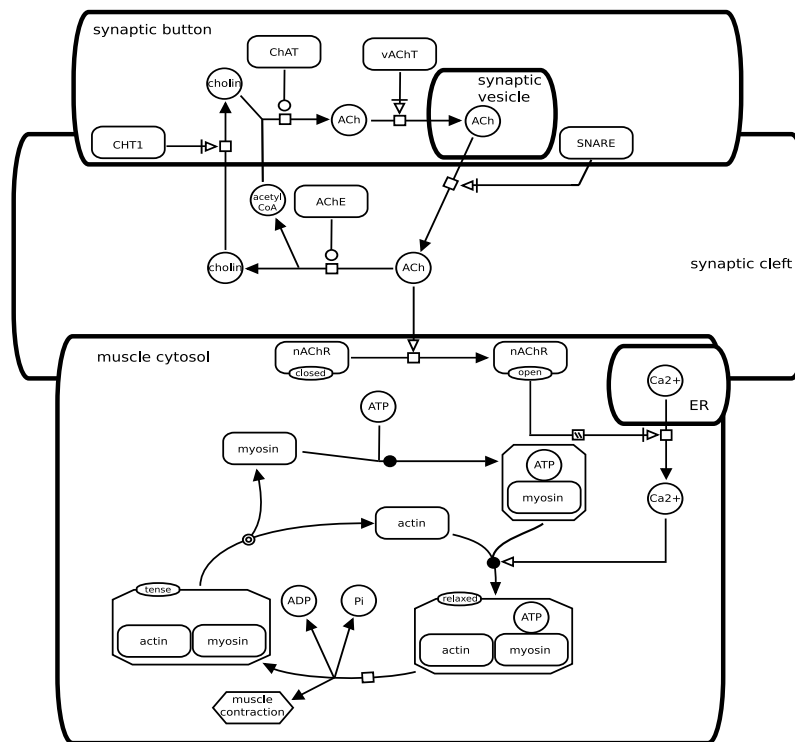 synaptic button
ChAT
vAChT
synaptic
vesicle
cholin
ACh
ACh
CHT1
SNARE
acetyl
CoA
AChE
cholin
ACh
synaptic cleft
muscle cytosol
nAChR
closed
nAChR
open
Ca2+
ER
ATP
myosin
ATP
myosin
Ca2+
actin
tense
ADP
Pi
relaxed
ATP
actin
myosin
actin
myosin
muscle
contraction